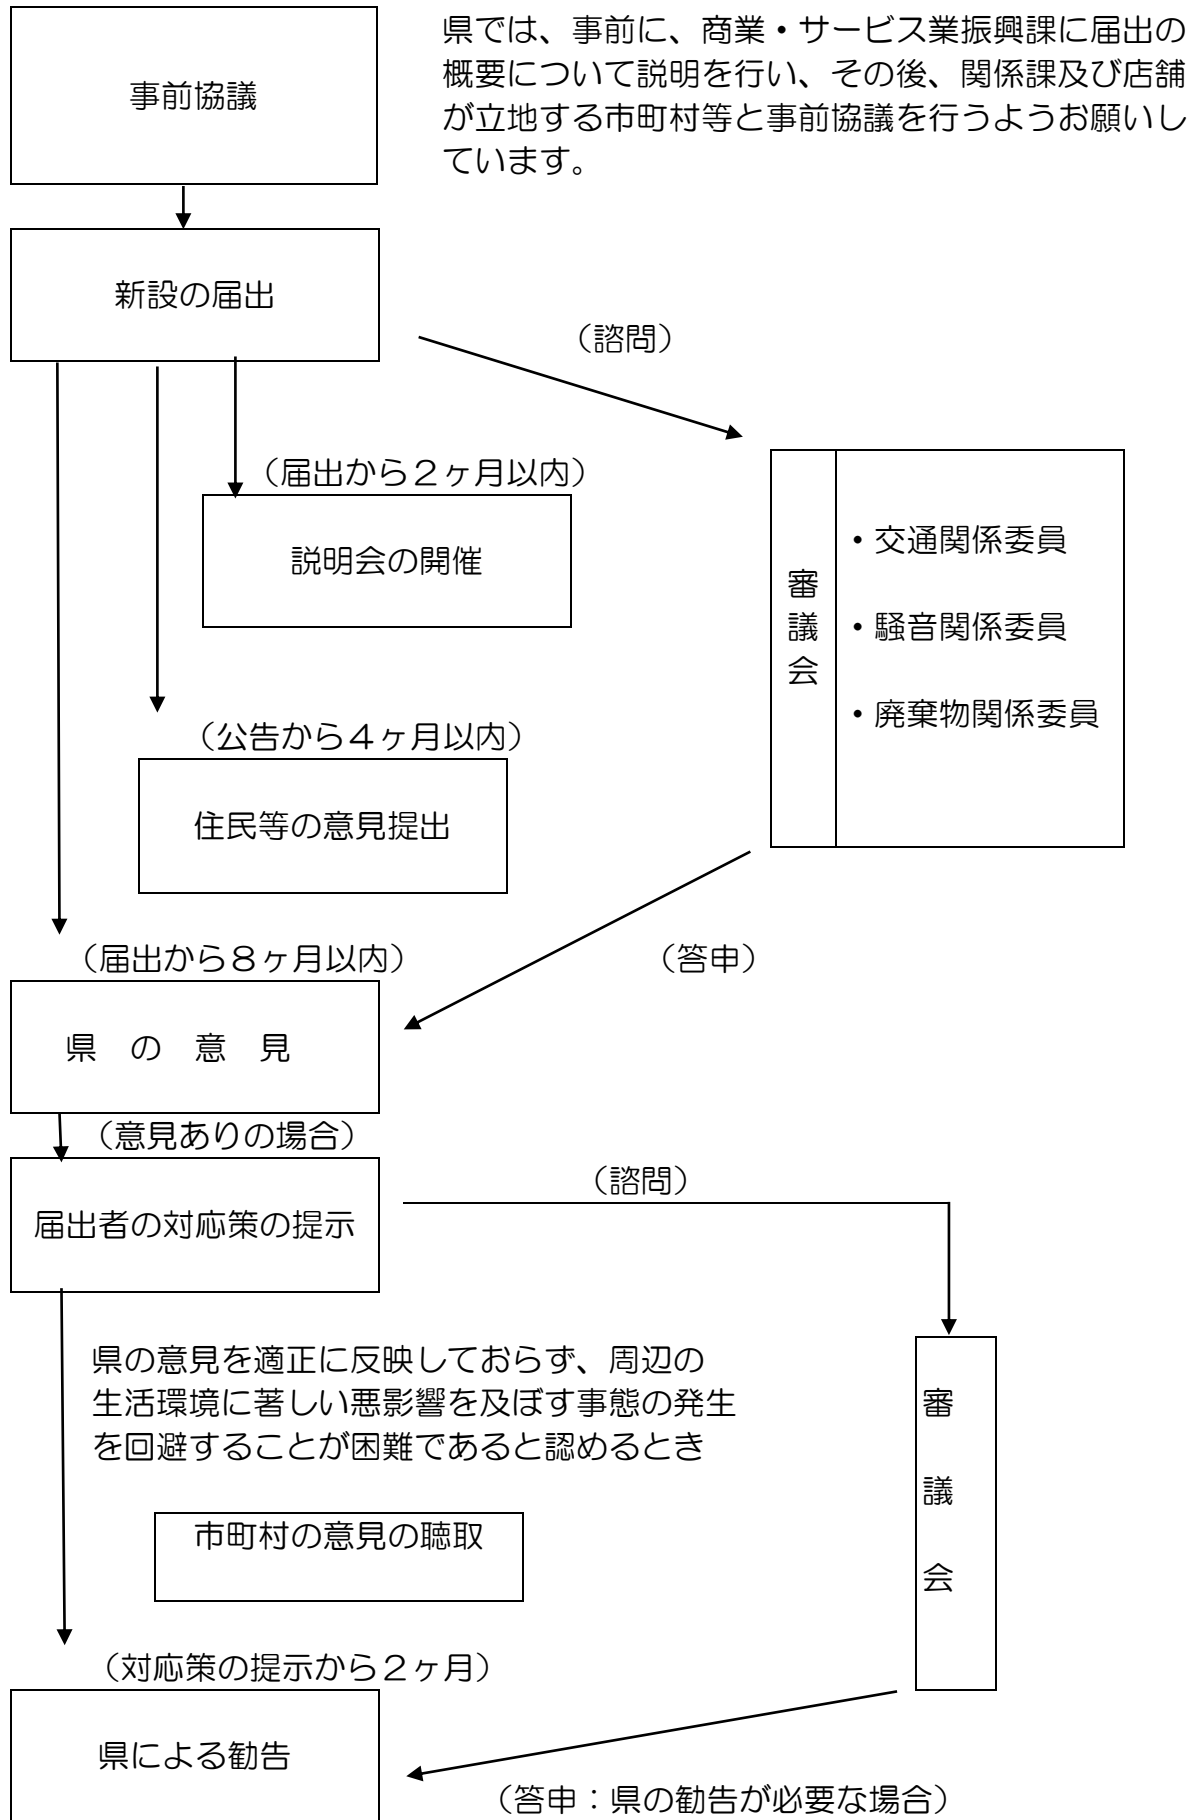 事前協議
県では、事前に、商業・サービス業振興課に届出の
概要について説明を行い、その後、関係課及び店舗
が立地する市町村等と事前協議を行うようお願いし
ています。
新設の届出
（諮問）
（届出から２ヶ月以内）
説明会の開催
審議会
・交通関係委員
・騒音関係委員
・廃棄物関係委員
（公告から４ヶ月以内）
住民等の意見提出
（届出から８ヶ月以内）
（答申）
県　の　意　見
（意見ありの場合）
（諮問）
届出者の対応策の提示
県の意見を適正に反映しておらず、周辺の
生活環境に著しい悪影響を及ぼす事態の発生
を回避することが困難であると認めるとき
審　議　会
市町村の意見の聴取
（対応策の提示から２ヶ月）
県による勧告
（答申：県の勧告が必要な場合）